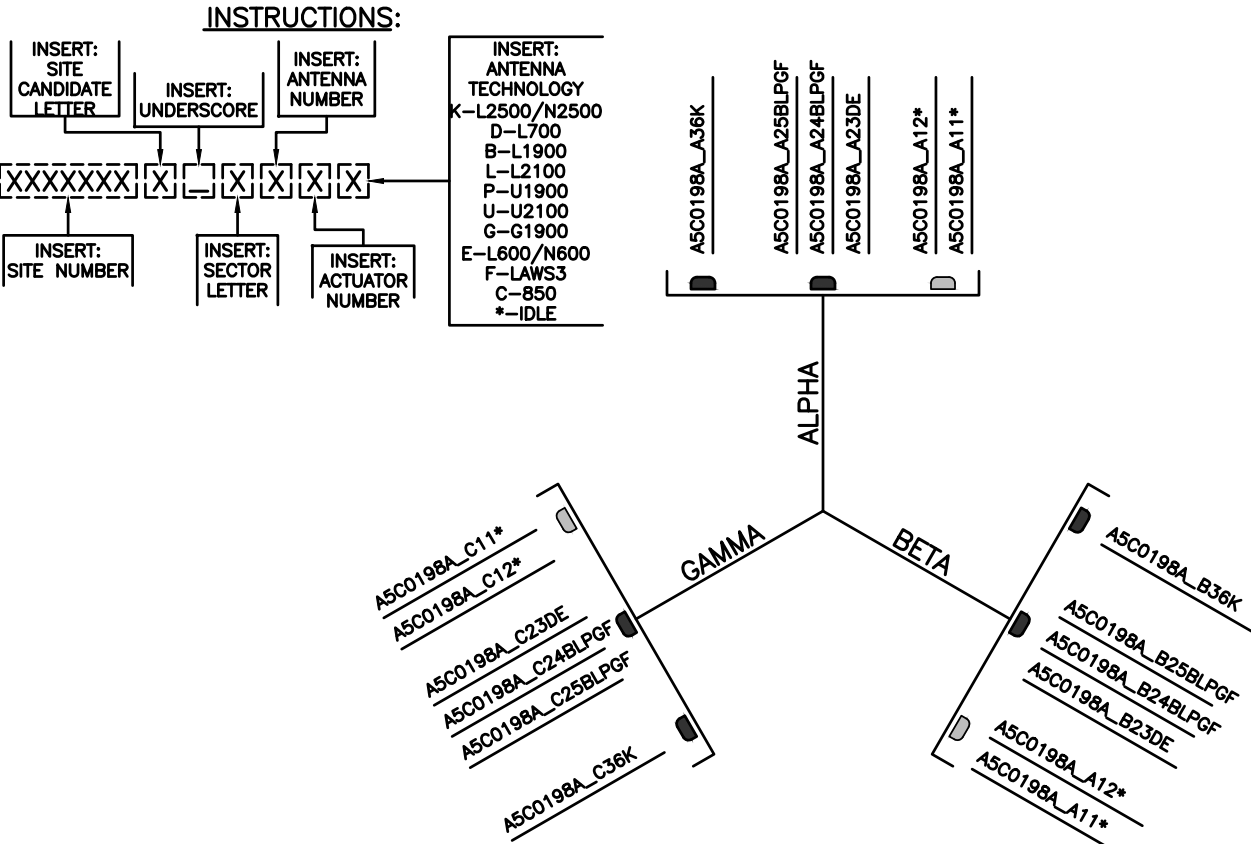 INSTRUCTIONS:
INSERT:
SITE
CANDIDATE
LETTER
INSERT:
UNDERSCORE
INSERT:
ANTENNA
NUMBER
INSERT:
ANTENNA
TECHNOLOGY
K-L2500/N2500
D-L700
B-L1900
L-L2100
P-U1900
U-U2100
G-G1900
E-L600/N600
F-LAWS3
C-850
*-IDLE
XXXXXXX X _ X X X X
INSERT:
SITE NUMBER
INSERT:
SECTOR
LETTER
INSERT:
ACTUATOR
NUMBER
A5C0198A_A36K
A5C0198A_A25BLPGF
A5C0198A_A24BLPGF
A5C0198A_A23DE
A5C0198A_A12*
A5C0198A_A11*
ALPHA
GAMMA
BETA
A5C0198A_C11*
A5C0198A_C12*
A5C0198A_C23DE
A5C0198A_C24BLPGF
A5C0198A_C25BLPGF
A5C0198A_C36K
A5C0198A_B36K
A5C0198A_B25BLPGF
A5C0198A_B24BLPGF
A5C0198A_B23DE
A5C0198A_A12*
A5C0198A_A11*